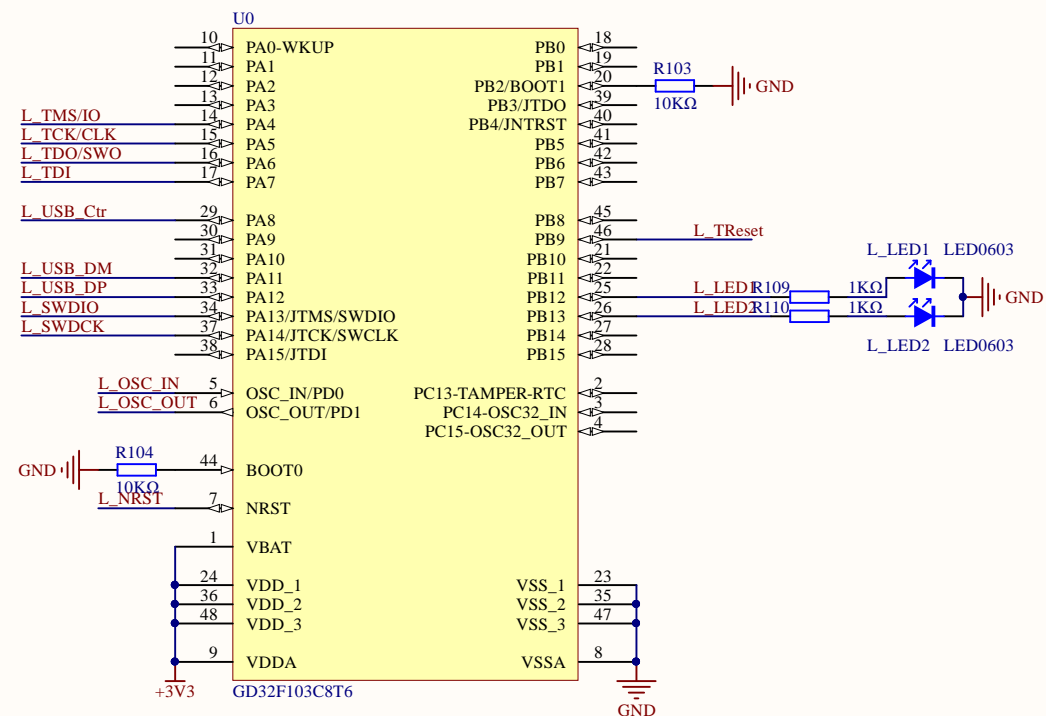 U0
10 PA0-WKUP PB0 18
11 PA1 PB1 19
12 PA2 PB2/BOOT1 20 R103 10KΩ GND
13 PA3 PB3/JTDO 39
L_TMS/IO 14 PA4 PB4/JNTRST 40
L_TCK/CLK 15 PA5 PB5 41
L_TDO/SWO 16 PA6 PB6 42
L_TDI 17 PA7 PB7 43
L_USB_Ctr 29 PA8 PB8 45
30 PA9 PB9 46 L_TReset
31 PA10 PB10 21
L_USB_DM 32 PA11 PB11 22 L_LED1 LED0603
L_USB_DP 33 PA12 PB12 25 L_LED1 R109 1KΩ GND
L_SWDIO 34 PA13/JTMS/SWDIO PB13 26 L_LED2 R110 1KΩ
L_SWDCK 37 PA14/JTCK/SWCLK PB14 27 L_LED2 LED0603
38 PA15/JTDI PB15 28
L_OSC_IN 5 OSC_IN/PD0 PC13-TAMPER-RTC 2
L_OSC_OUT 6 OSC_OUT/PD1 PC14-OSC32_IN 3
PC15-OSC32_OUT 4
GND R104 10KΩ 44 BOOT0
L_NRST 7 NRST
1 VBAT
24 VDD_1 VSS_1 23
36 VDD_2 VSS_2 35
48 VDD_3 VSS_3 47
9 VDDA VSSA 8
+3V3 GD32F103C8T6 GND